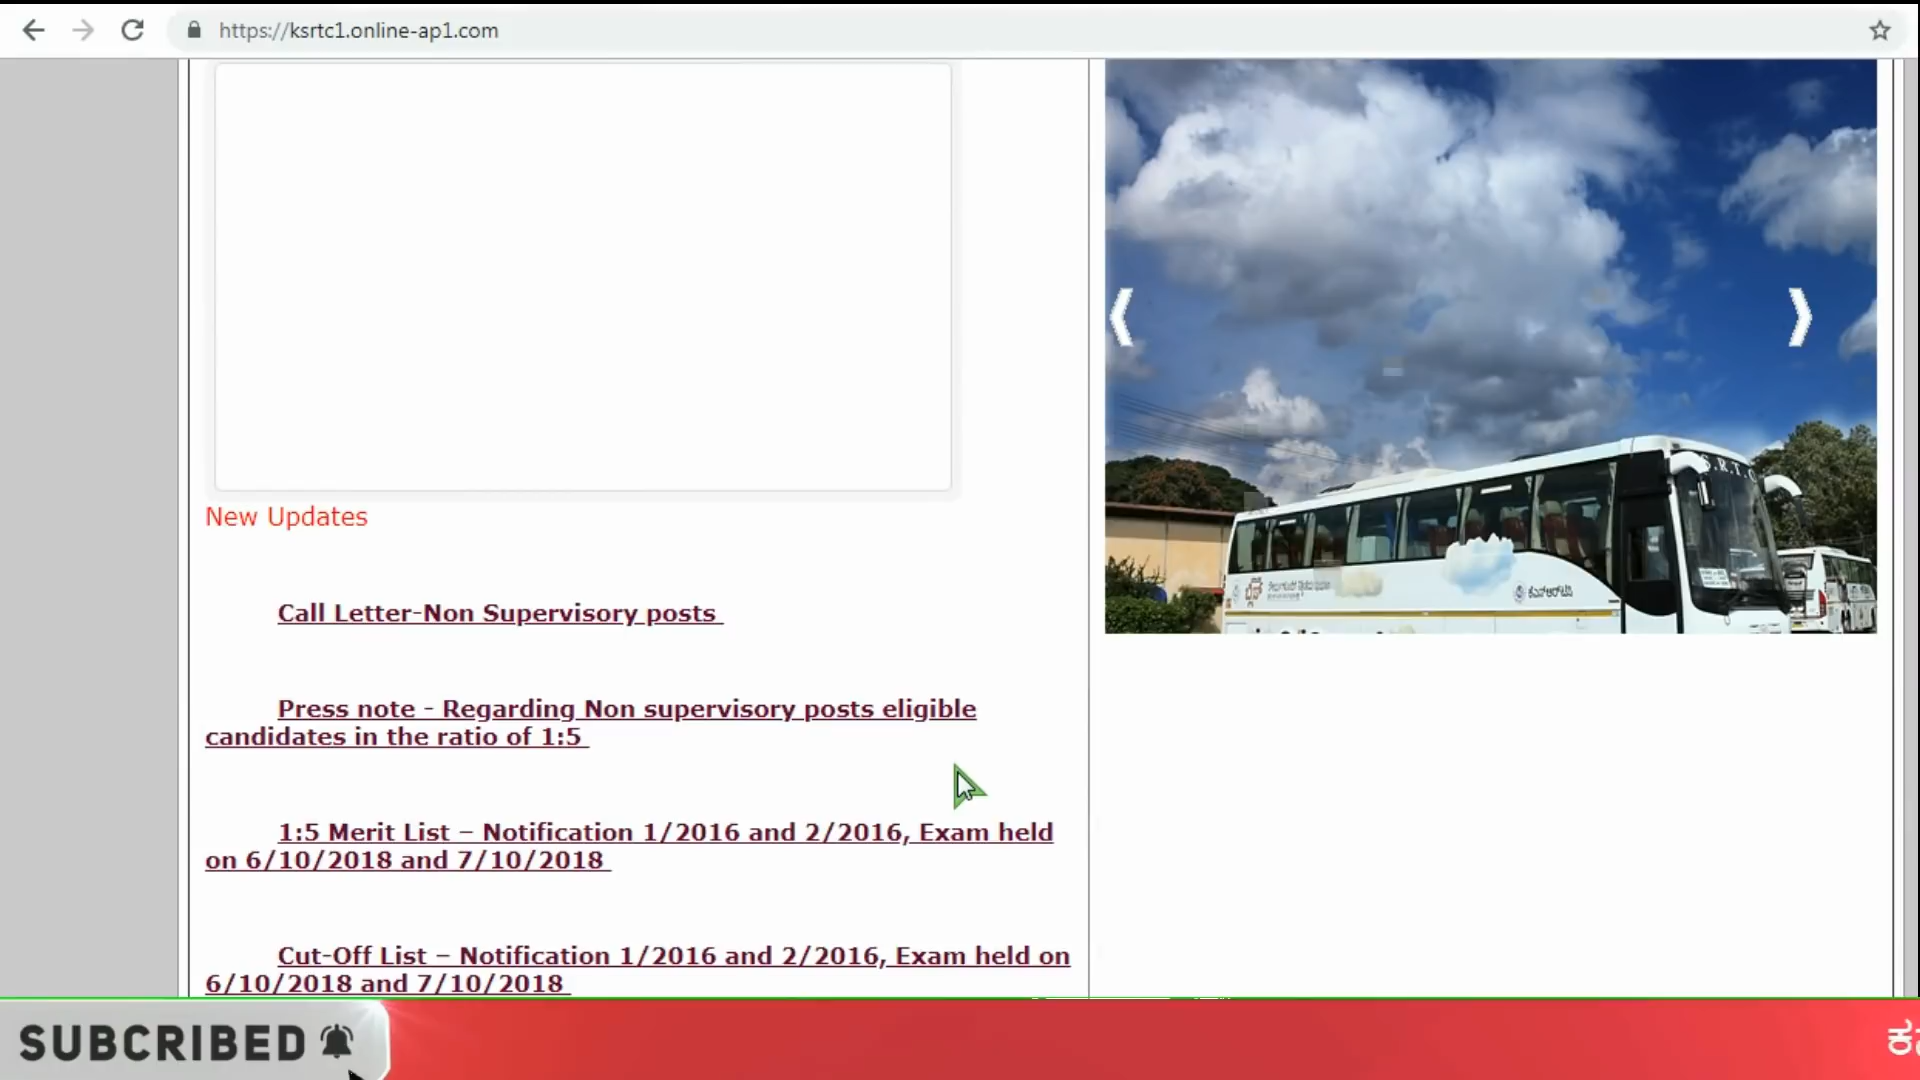 https://ksrtc1.online-ap1.com
New Updates
Call Letter-Non Supervisory posts
Press note - Regarding Non supervisory posts eligible
candidates in the ratio of 1:5
1:5 Merit List – Notification 1/2016 and 2/2016, Exam held
on 6/10/2018 and 7/10/2018
Cut-Off List – Notification 1/2016 and 2/2016, Exam held on
6/10/2018 and 7/10/2018
S.R.T.C
ಕೆಎಸ್ಆರ್‌ಟಿಸಿ
SUBCRIBED